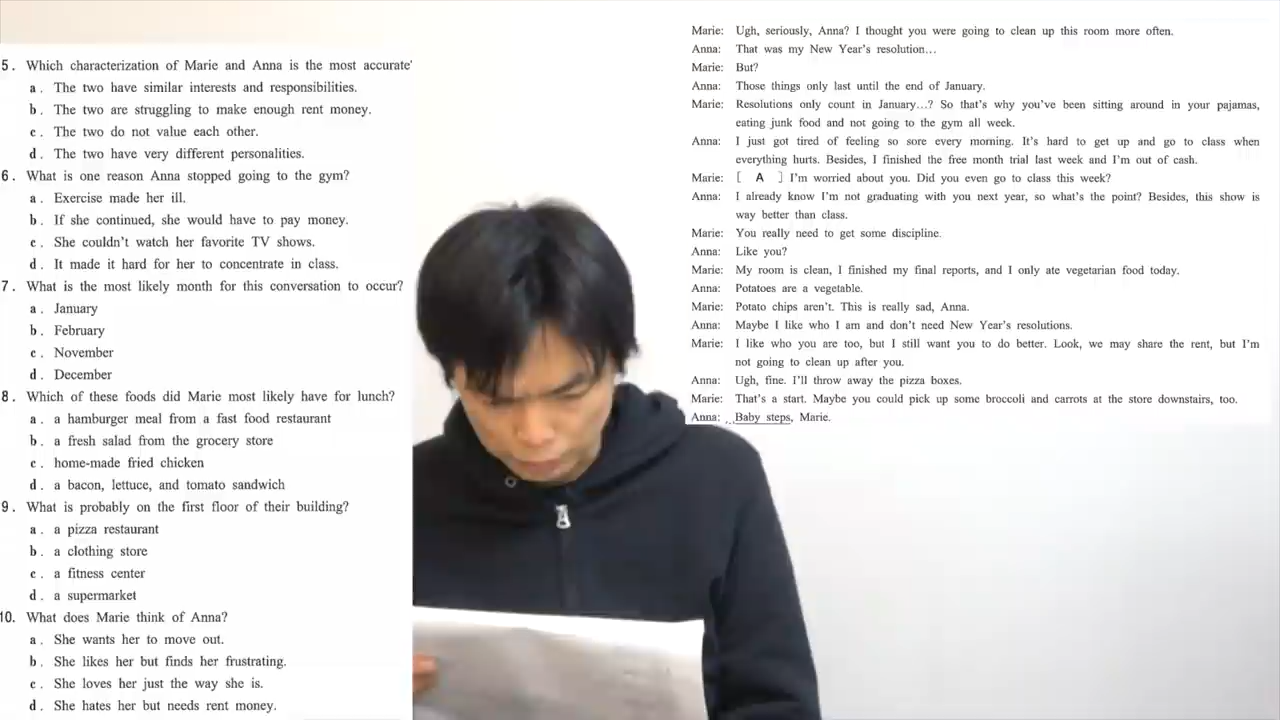 5. Which characterization of Marie and Anna is the most accurate?
a. The two have similar interests and responsibilities.
b. The two are struggling to make enough rent money.
c. The two do not value each other.
d. The two have very different personalities.
6. What is one reason Anna stopped going to the gym?
a. Exercise made her ill.
b. If she continued, she would have to pay money.
c. She couldn't watch her favorite TV shows.
d. It made it hard for her to concentrate in class.
7. What is the most likely month for this conversation to occur?
a. January
b. February
c. November
d. December
8. Which of these foods did Marie most likely have for lunch?
a. a hamburger meal from a fast food restaurant
b. a fresh salad from the grocery store
c. home-made fried chicken
d. a bacon, lettuce, and tomato sandwich
9. What is probably on the first floor of their building?
a. a pizza restaurant
b. a clothing store
c. a fitness center
d. a supermarket
10. What does Marie think of Anna?
a. She wants her to move out.
b. She likes her but finds her frustrating.
c. She loves her just the way she is.
d. She hates her but needs rent money.
Marie: Ugh, seriously, Anna? I thought you were going to clean up this room more often.
Anna: That was my New Year's resolution…
Marie: But?
Anna: Those things only last until the end of January.
Marie: Resolutions only count in January…? So that's why you've been sitting around in your pajamas,
eating junk food and not going to the gym all week.
Anna: I just got tired of feeling so sore every morning. It's hard to get up and go to class when
everything hurts. Besides, I finished the free month trial last week and I'm out of cash.
Marie: [ A ] I'm worried about you. Did you even go to class this week?
Anna: I already know I'm not graduating with you next year, so what's the point? Besides, this show is
way better than class.
Marie: You really need to get some discipline.
Anna: Like you?
Marie: My room is clean, I finished my final reports, and I only ate vegetarian food today.
Anna: Potatoes are a vegetable.
Marie: Potato chips aren't. This is really sad, Anna.
Anna: Maybe I like who I am and don't need New Year's resolutions.
Marie: I like who you are too, but I still want you to do better. Look, we may share the rent, but I'm
not going to clean up after you.
Anna: Ugh, fine. I'll throw away the pizza boxes.
Marie: That's a start. Maybe you could pick up some broccoli and carrots at the store downstairs, too.
Anna: Baby steps, Marie.